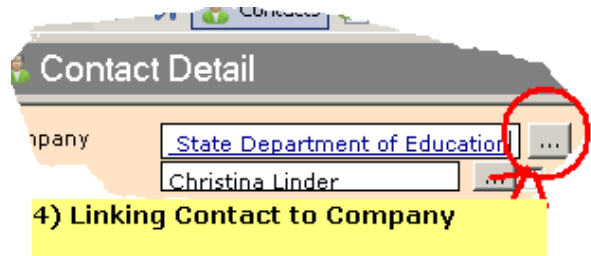 Contacts
Contact Detail
mpany
State Department of Education
...
Christina Linder
...
4) Linking Contact to Company